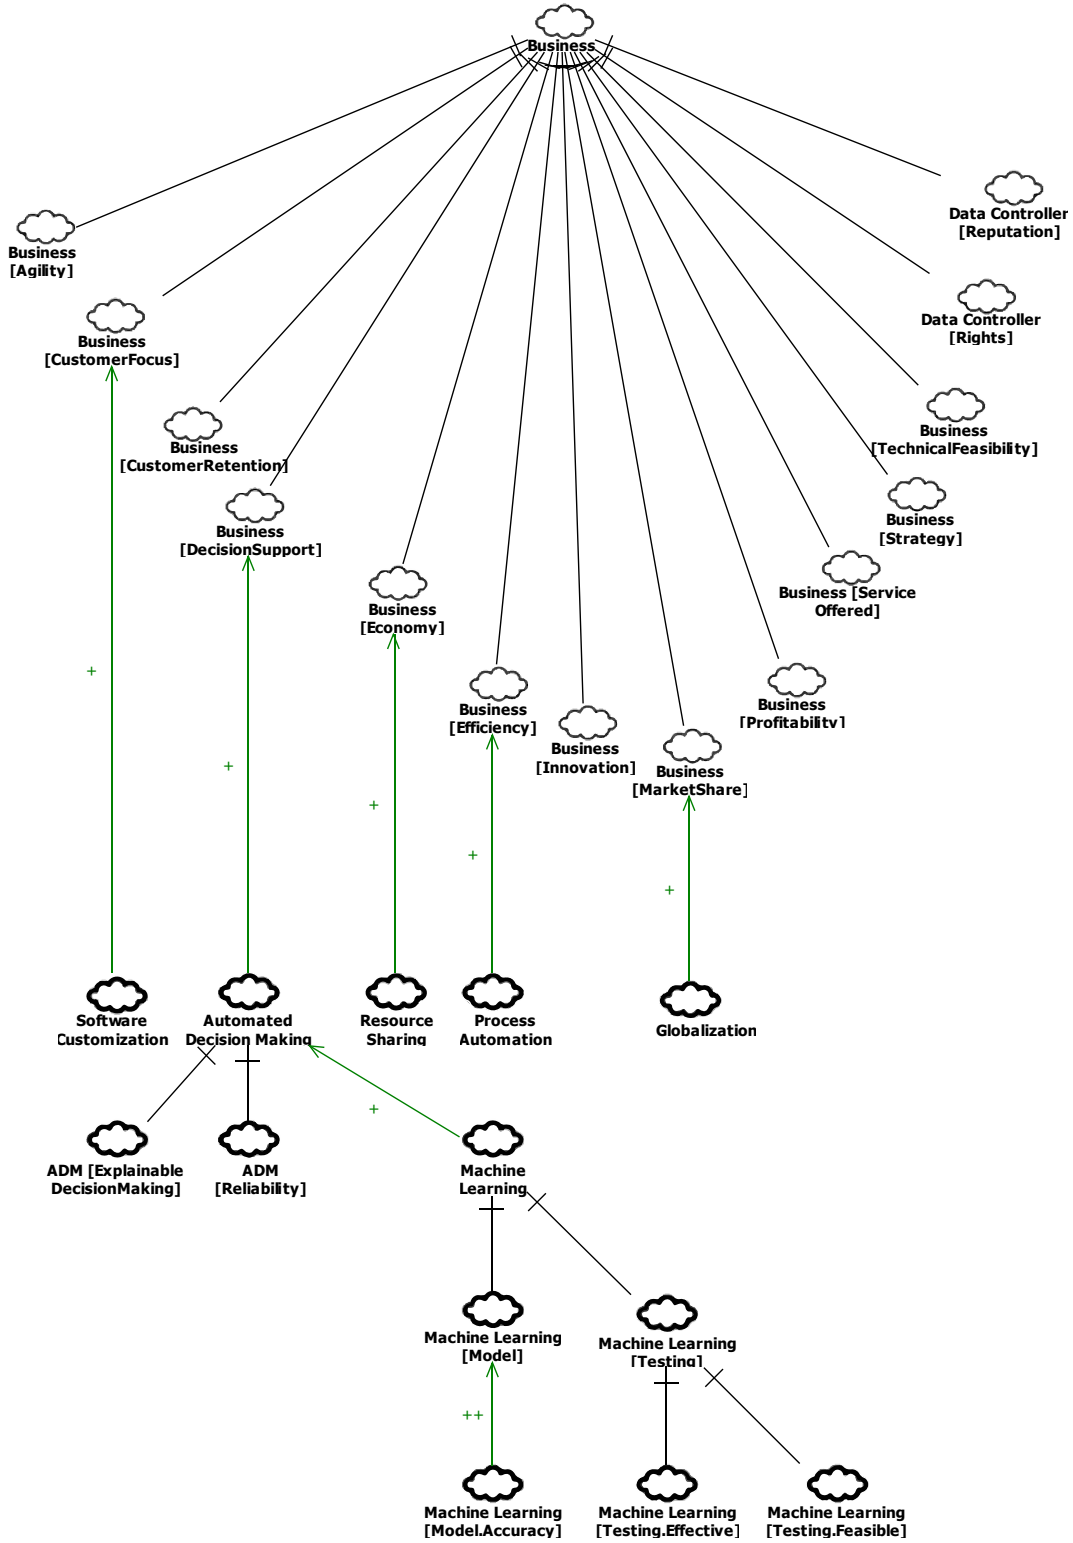 Business
Data Controller
[Reputation]
Business
[Agility]
Data Controller
[Rights]
Business
[CustomerFocus]
Business
[TechnicalFeasibility]
Business
[CustomerRetention]
Business
[Strategy]
Business
[DecisionSupport]
Business [Service
Offered]
Business
[Economy]
+
Business
[Efficiency]
Business
[Profitability]
Business
[Innovation]
Business
[MarketShare]
+
+
+
+
Software
Customization
Automated
Decision Making
Resource
Sharing
Process
Automation
Globalization
+
ADM [Explainable
DecisionMaking]
ADM
[Reliability]
Machine
Learning
Machine Learning
[Model]
Machine Learning
[Testing]
++
Machine Learning
[Model.Accuracy]
Machine Learning
[Testing.Effective]
Machine Learning
[Testing.Feasible]